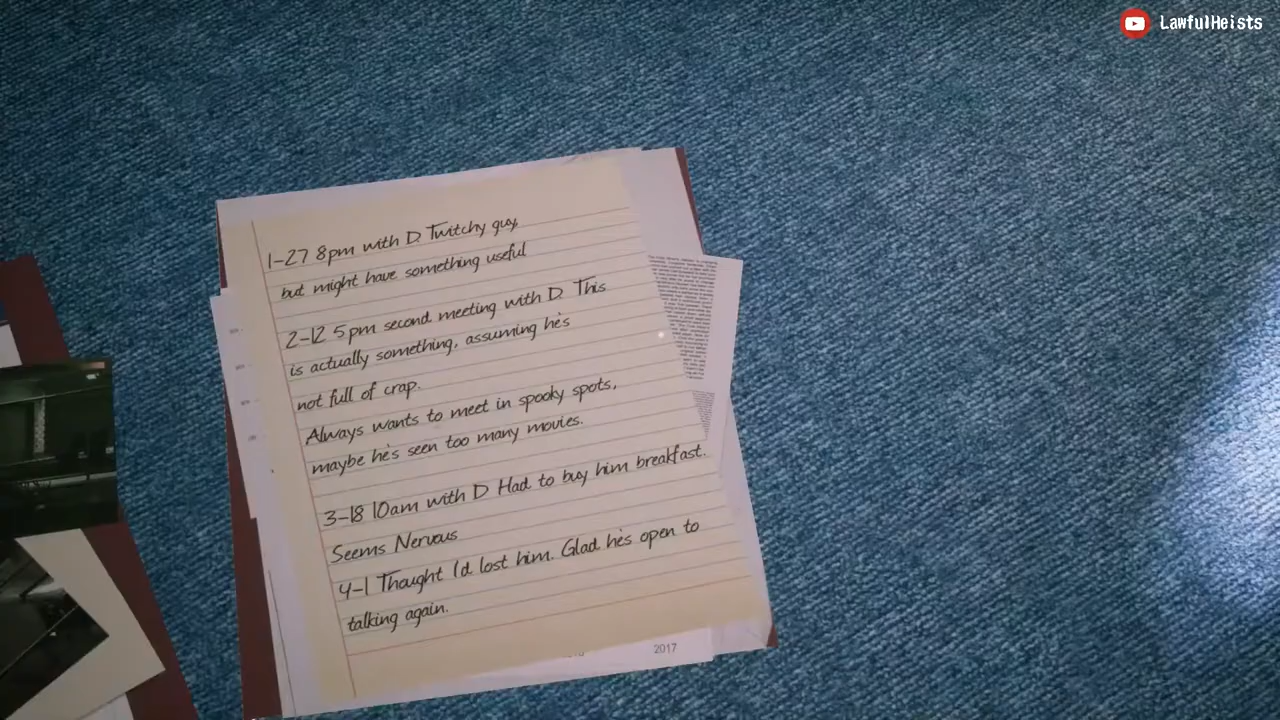 LawfulHeists
1-27 8pm with D. Twitchy guy,
but might have something useful
2-12 5pm second meeting with D. This
is actually something, assuming he's
not full of crap.
Always wants to meet in spooky spots,
maybe he's seen too many movies.
3-18 10am with D Had to buy him breakfast.
Seems Nervous
4-1 Thought I'd lost him. Glad he's open to
talking again.
2017